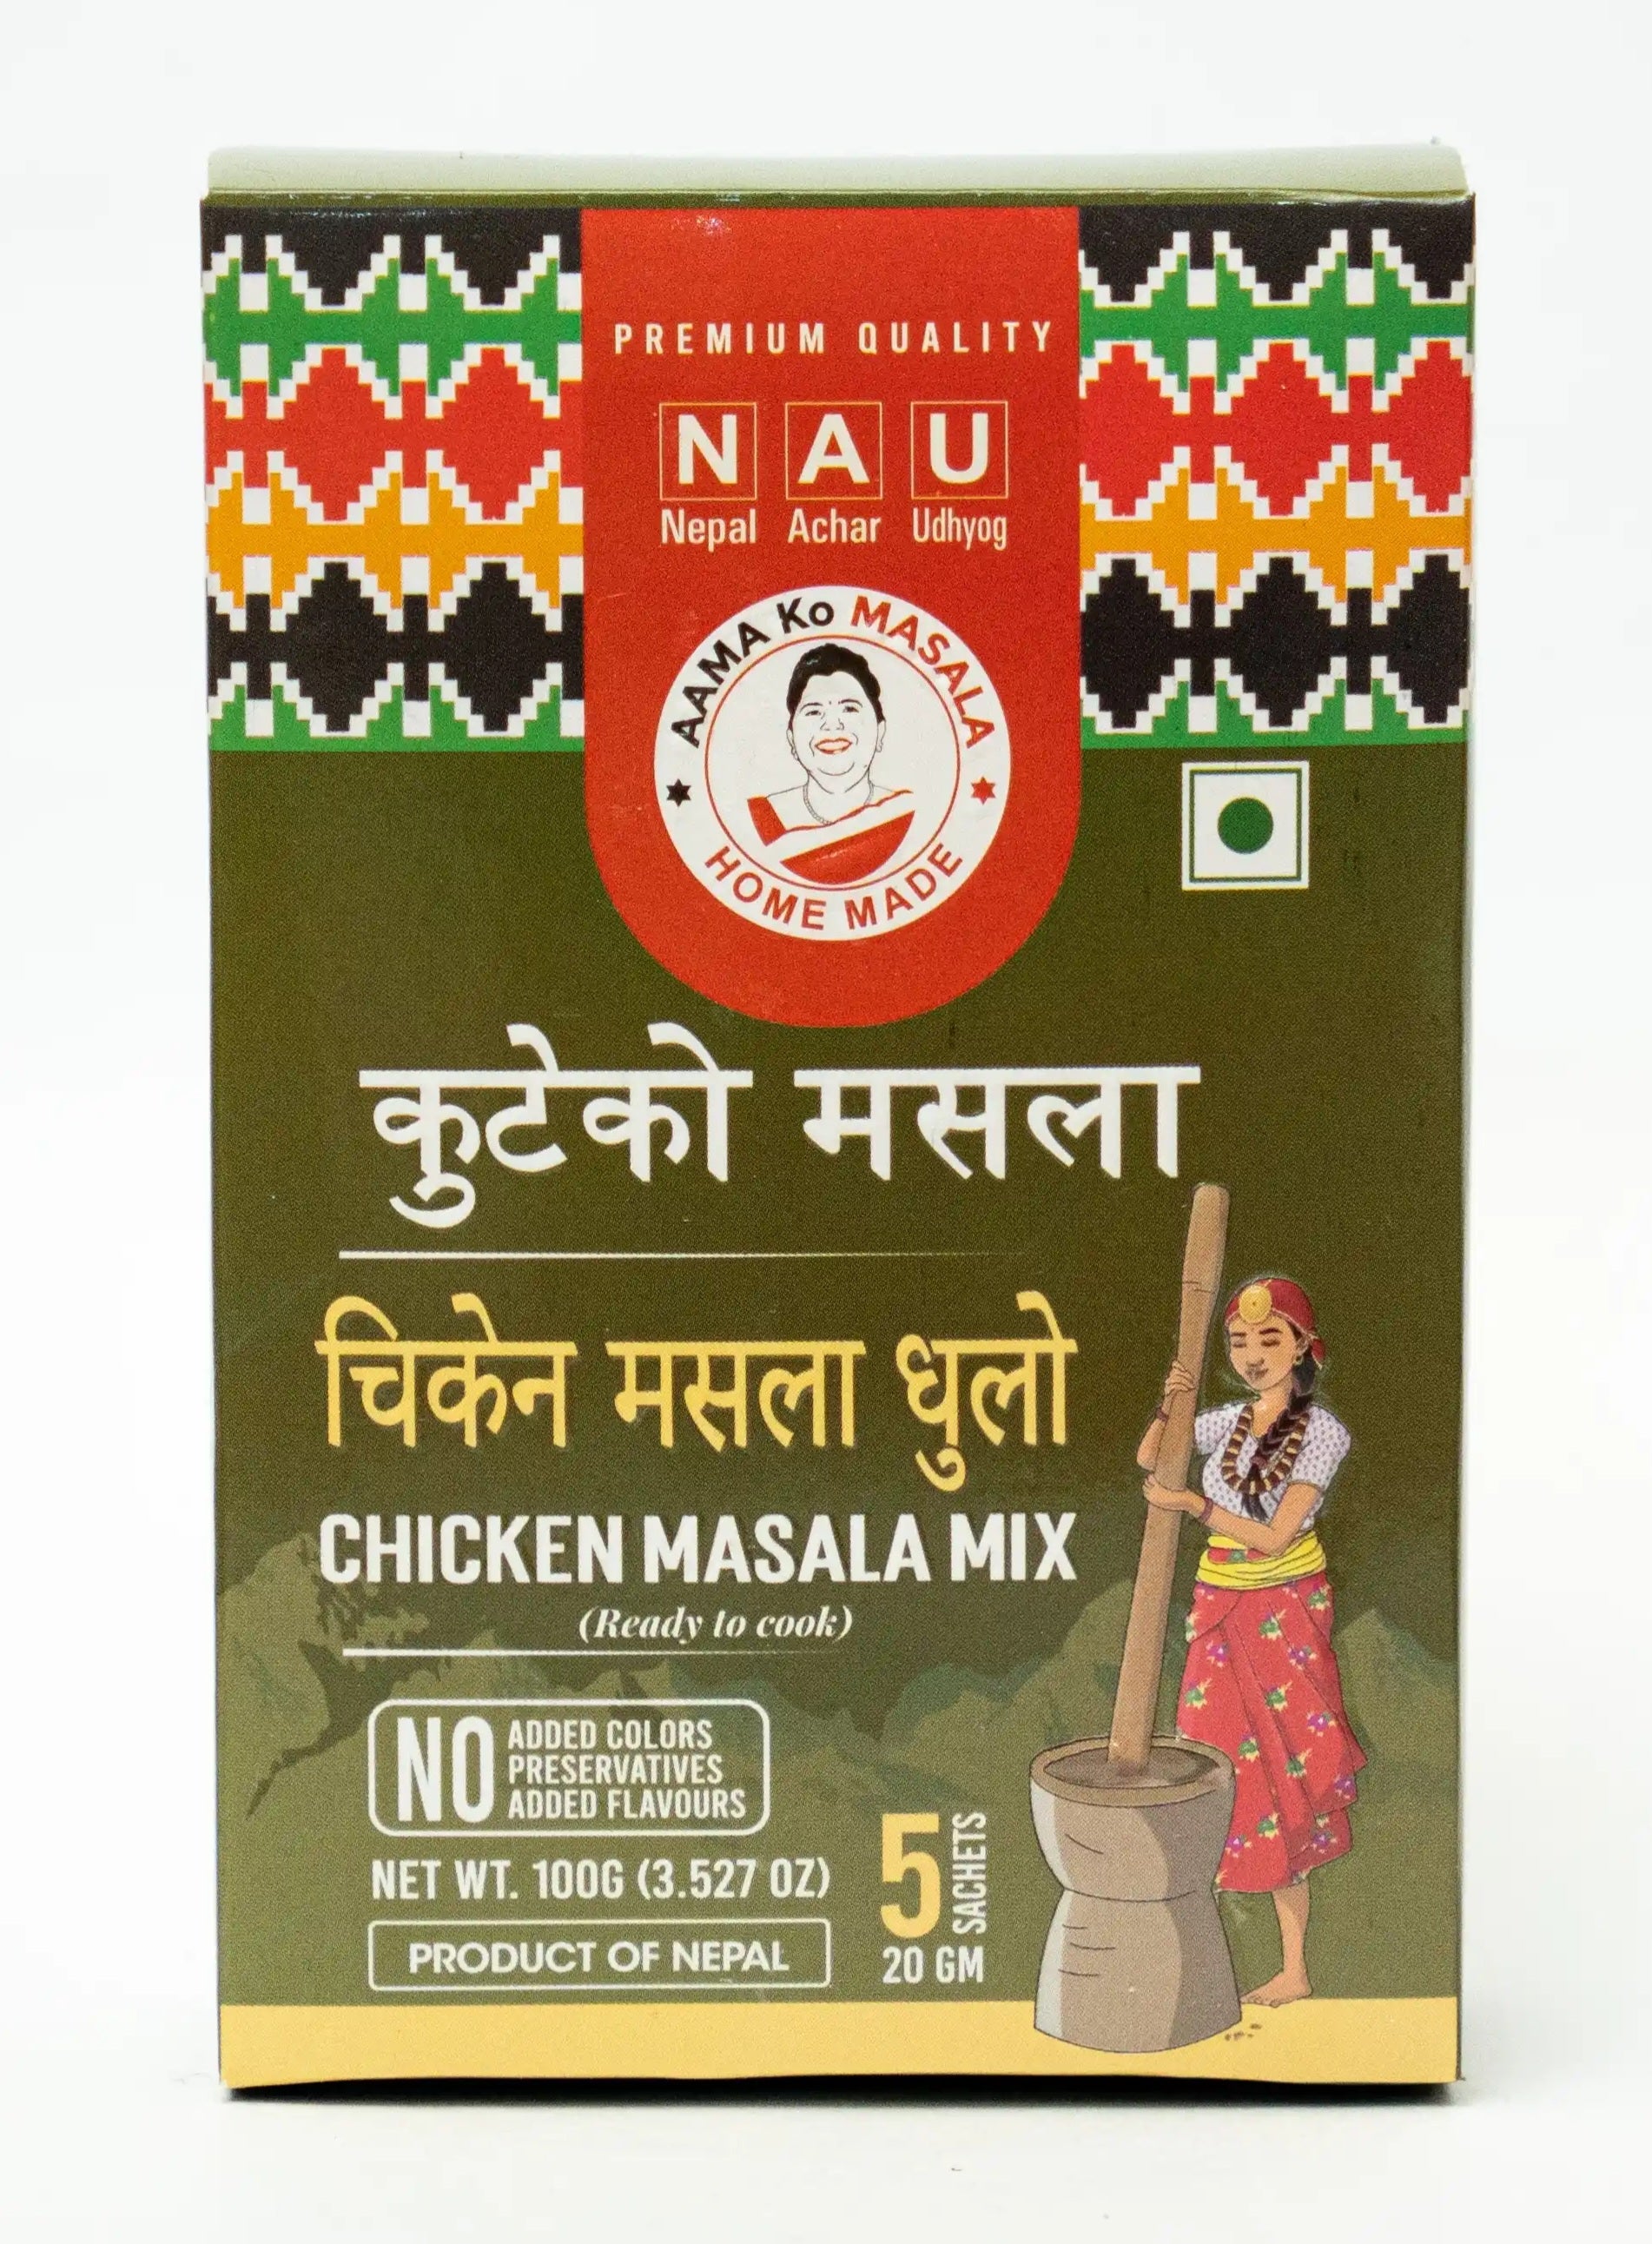 PREMIUM QUALITY
N A U
Nepal Achar Udhyog
AAMA Ko MASALA
HOME MADE
कुटेको मसला
चिकेन मसला धुलो
CHICKEN MASALA MIX
(Ready to cook)
NO ADDED COLORS
PRESERVATIVES
ADDED FLAVOURS
NET WT. 100G (3.527 OZ)
5 SACHETS
20 GM
PRODUCT OF NEPAL